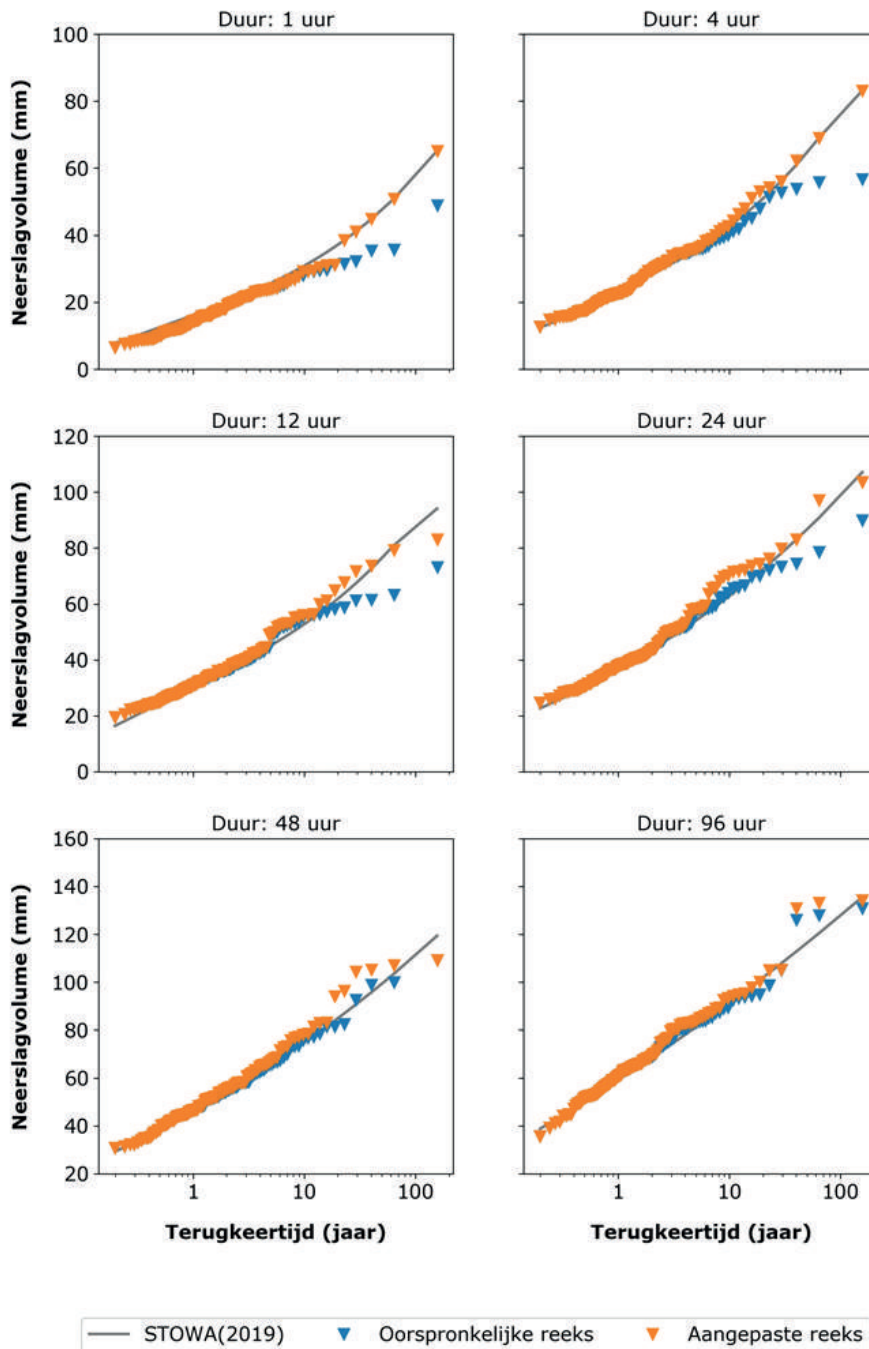 Duur: 1 uur
Duur: 4 uur
100
80
60
40
20
0
Neerslagvolume (mm)
Duur: 12 uur
Duur: 24 uur
120
100
80
60
40
20
0
Neerslagvolume (mm)
Duur: 48 uur
Duur: 96 uur
160
140
120
100
80
60
40
20
Neerslagvolume (mm)
1 10 100
1 10 100
Terugkeertijd (jaar)
Terugkeertijd (jaar)
STOWA(2019) Oorspronkelijke reeks Aangepaste reeks